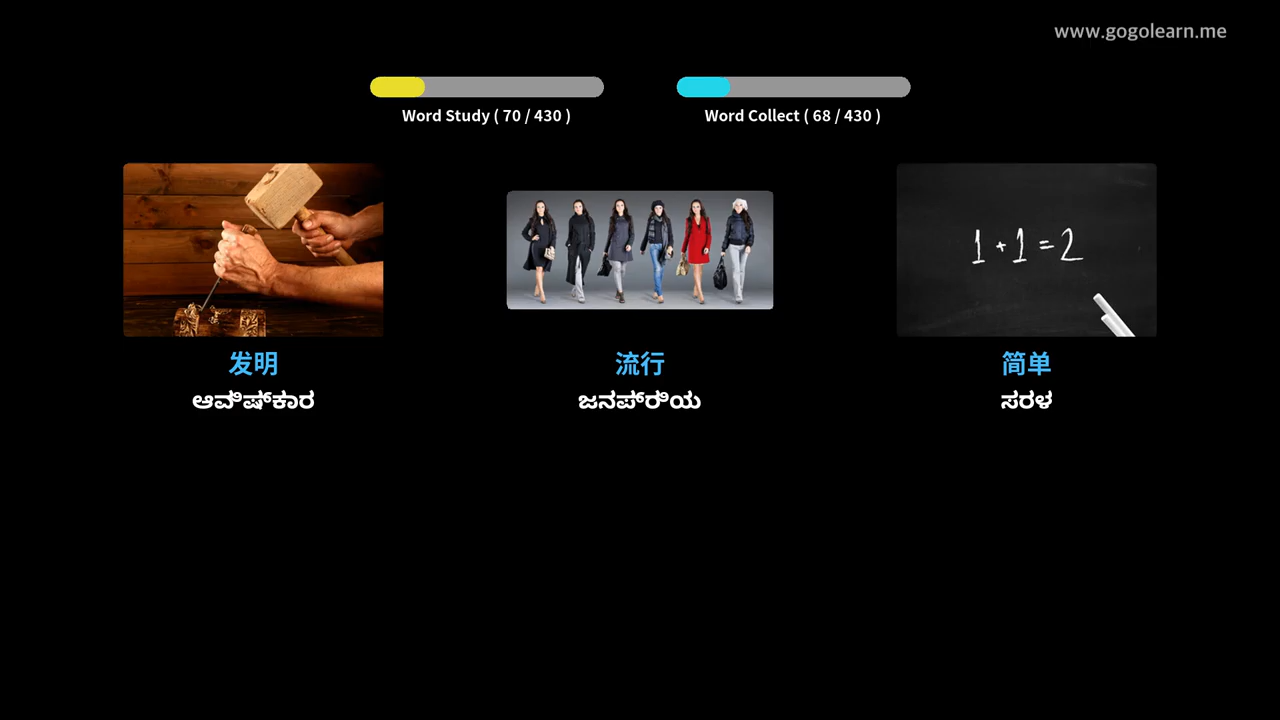 www.gogolearn.me
Word Study ( 70 / 430 )
Word Collect ( 68 / 430 )
1 + 1 = 2
发明
流行
简单
ಆವಿಷ್ಕಾರ
ಜನಪ್ರಿಯ
ಸರಳ